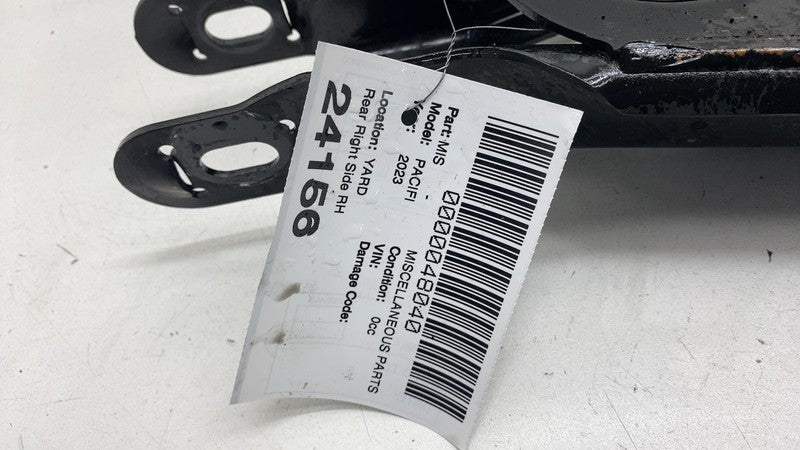 0000048040
Part: MIS - MISCELLANEOUS PARTS
Model: PACIFI Condition: 0cc
2023 VIN:
Damage Code:
Location: YARD
Rear Right Side RH
24156